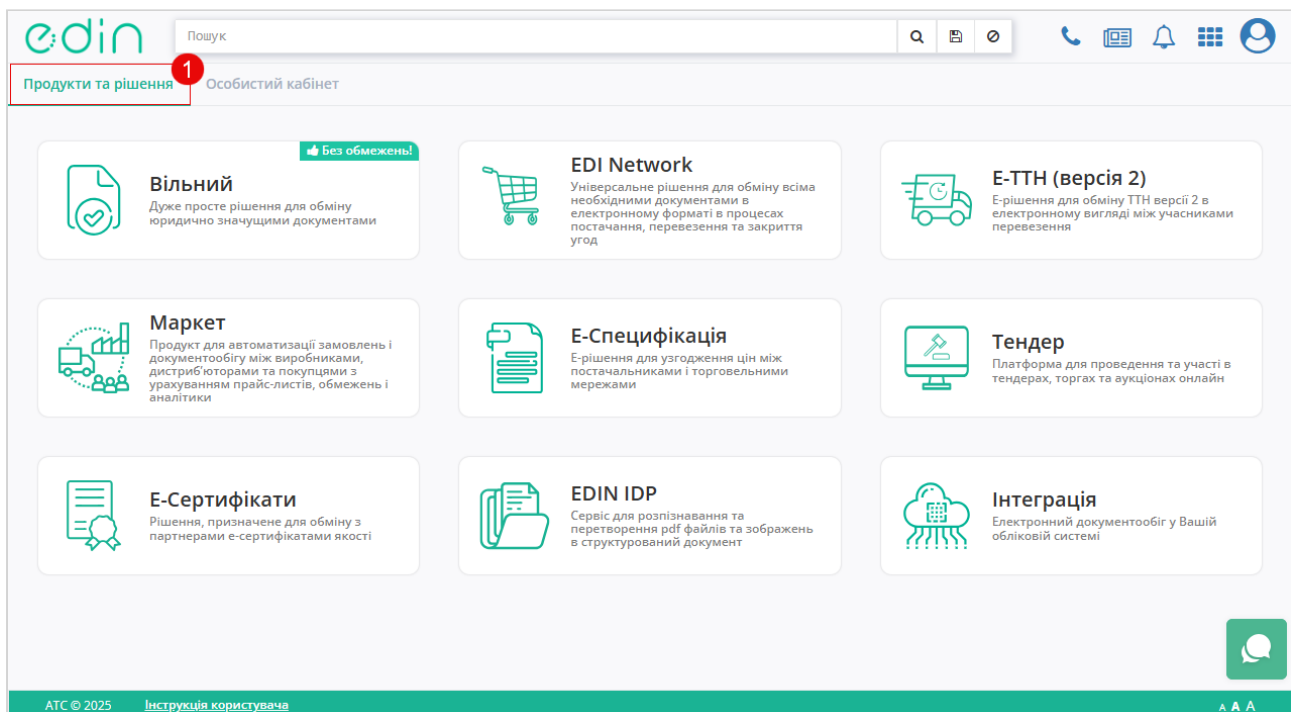 edin
Пошук
1
Продукти та рішення
Особистий кабінет
Без обмежень!
Вільний
Дуже просте рішення для обміну
юридично значущими документами
EDI Network
Універсальне рішення для обміну всіма
необхідними документами в
електронному форматі в процесах
постачання, перевезення та закриття
угод
Е-ТТН (версія 2)
Е-рішення для обміну ТТН версії 2 в
електронному вигляді між учасниками
перевезення
Маркет
Продукт для автоматизації замовлень і
документообігу між виробниками,
дистриб’юторами та покупцями з
урахуванням прайс-листів, обмежень і
аналітики
Е-Специфікація
Е-рішення для узгодження цін між
постачальниками і торговельними
мережами
Тендер
Платформа для проведення та участі в
тендерах, торгах та аукціонах онлайн
Е-Сертифікати
Рішення, призначене для обміну з
партнерами е-сертифікатами якості
EDIN IDP
Сервіс для розпізнавання та
перетворення pdf файлів та зображень
в структурований документ
Інтеграція
Електронний документообіг у Вашій
обліковій системі
АТС © 2025
Інструкція користувача
А А А